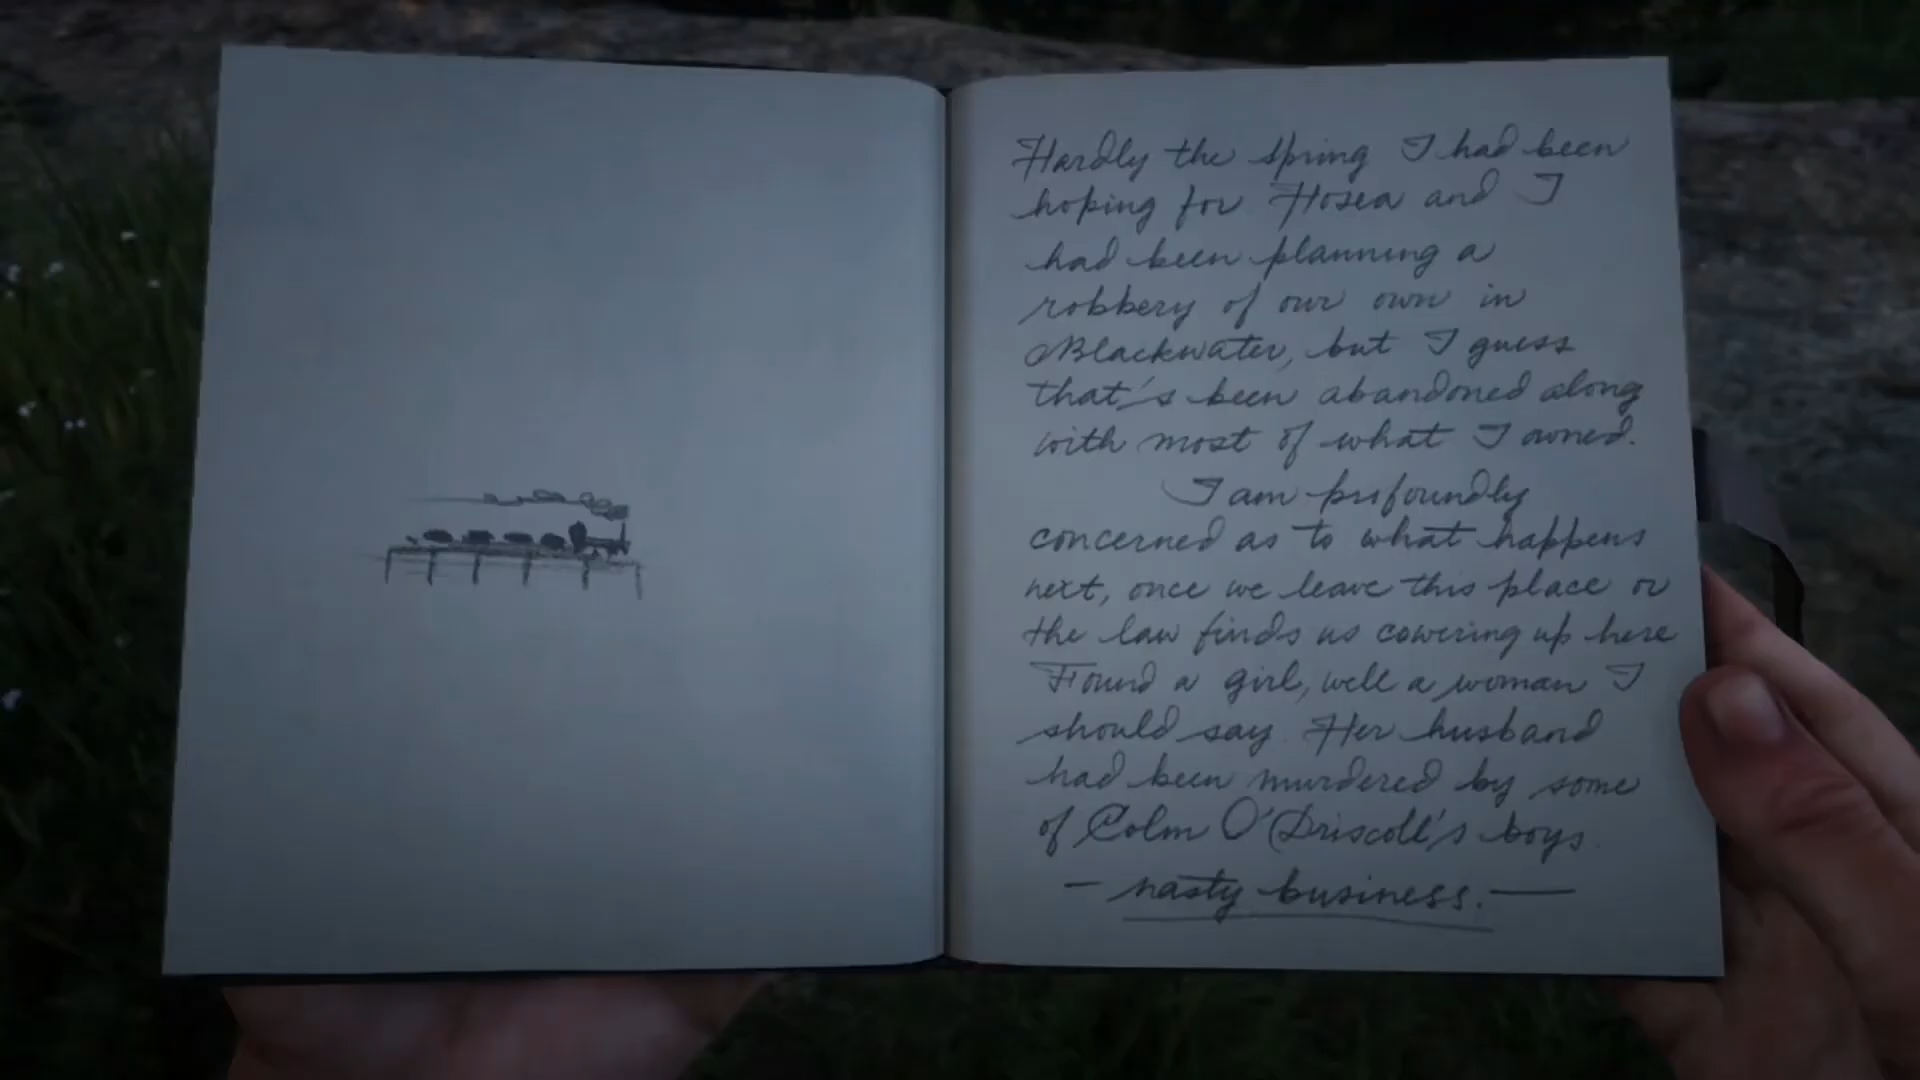 Hardly the spring I had been
hoping for Hosea and I
had been planning a
robbery of our own in
Blackwater, but I guess
that's been abandoned along
with most of what I owned.
I am profoundly
concerned as to what happens
next, once we leave this place or
the law finds us cowering up here
Found a girl, well a woman I
should say. Her husband
had been murdered by some
of Colm O'Driscoll's boys.
— nasty business. —